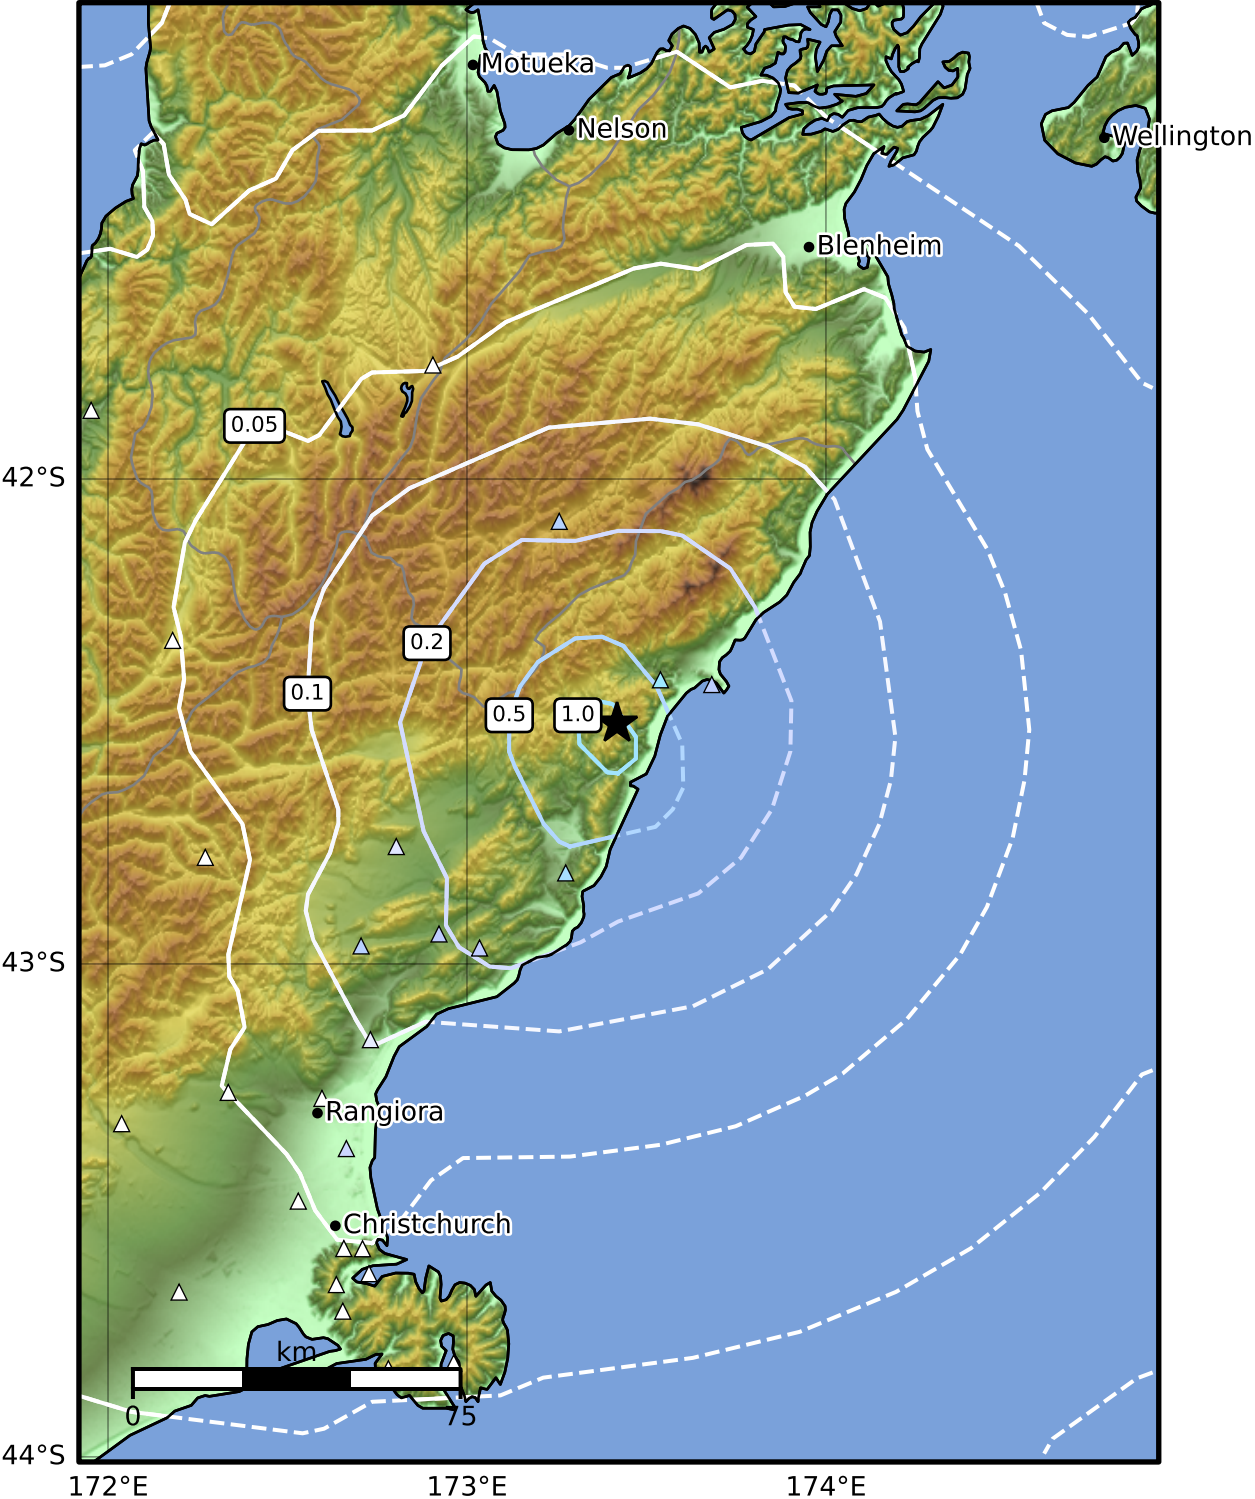 Motueka
Nelson
Wellington
Blenheim
0.05
42°S
0.2
0.1
0.5
1.0
43°S
Rangiora
Christchurch
km
0
75
44°S
172°E
173°E
174°E